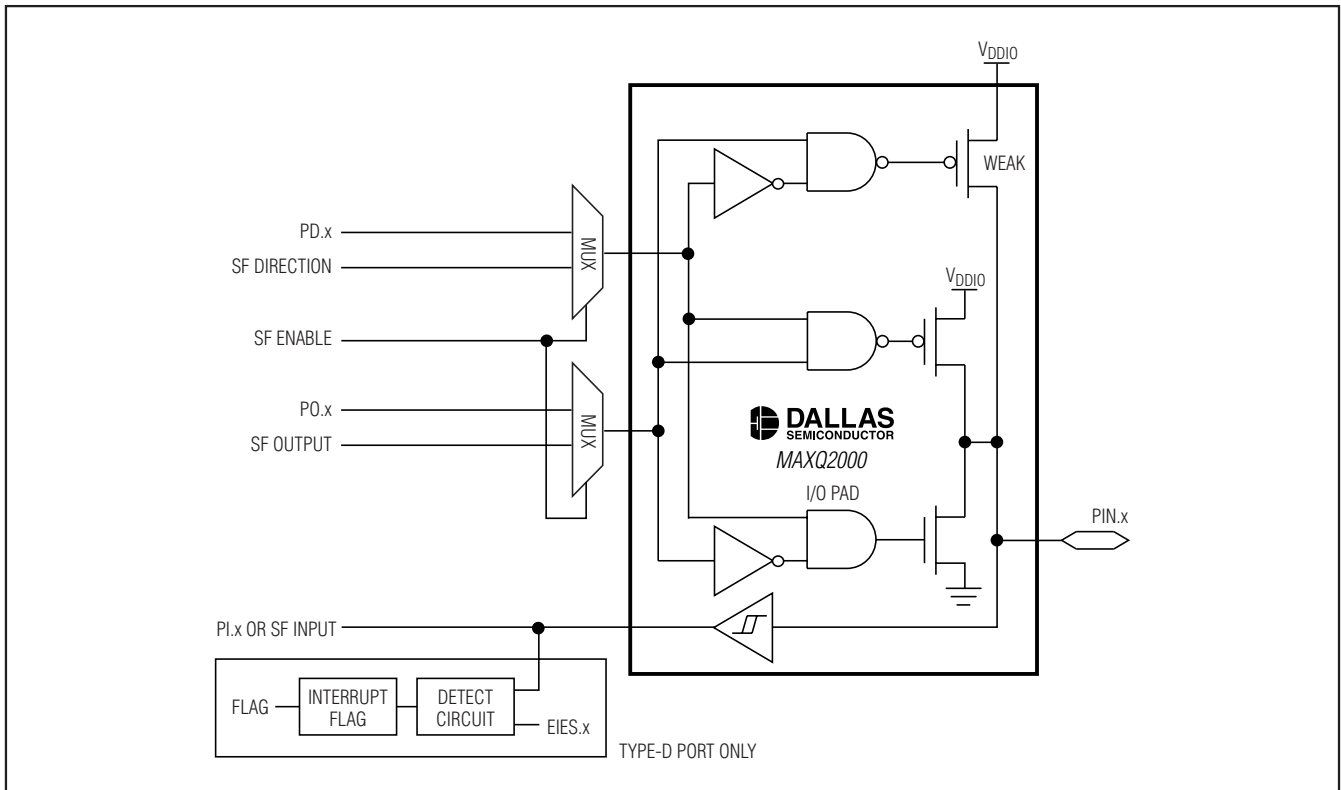 VDDIO
WEAK
PD.x
MUX
SF DIRECTION
VDDIO
SF ENABLE
PO.x
MUX
SF OUTPUT
DALLAS
SEMICONDUCTOR
MAXQ2000
I/O PAD
PIN.x
PI.x OR SF INPUT
FLAG
INTERRUPT
FLAG
DETECT
CIRCUIT
EIES.x
TYPE-D PORT ONLY